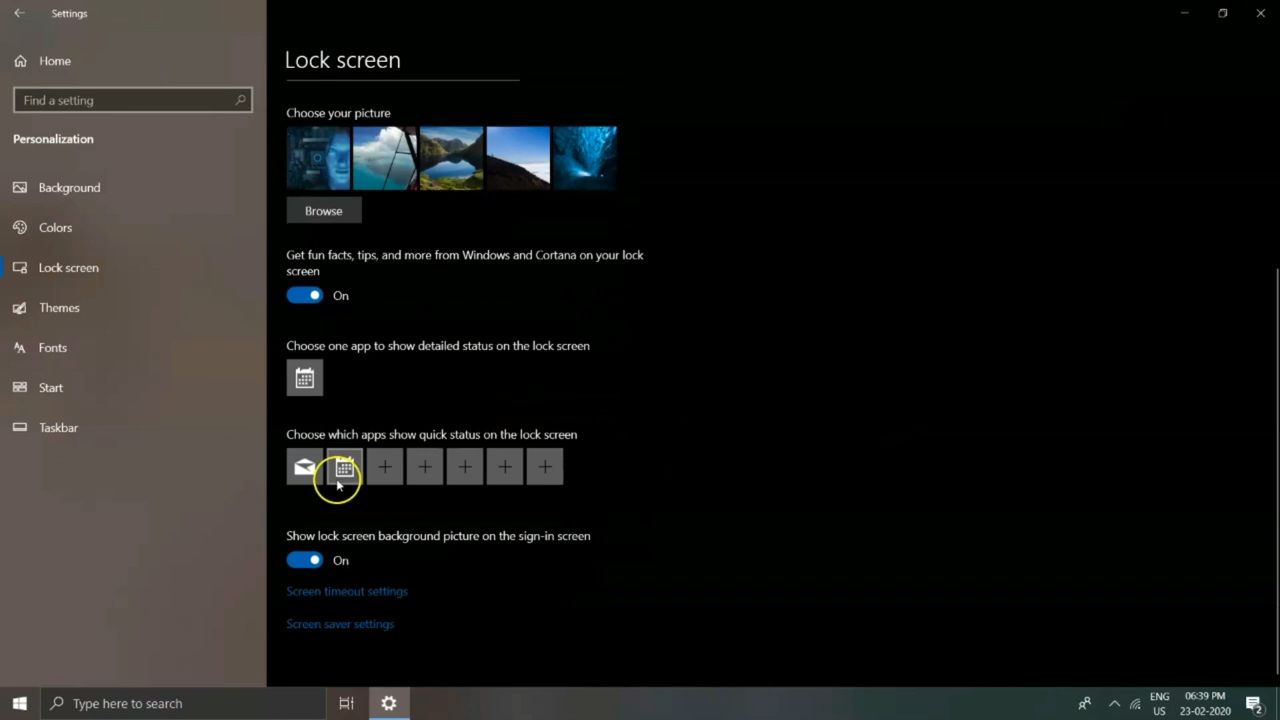 Settings
Home
Find a setting
Personalization
Background
Colors
Lock screen
Themes
Fonts
Start
Taskbar
Lock screen
Choose your picture
Browse
Get fun facts, tips, and more from Windows and Cortana on your lock
screen
On
Choose one app to show detailed status on the lock screen
Choose which apps show quick status on the lock screen
Show lock screen background picture on the sign-in screen
On
Screen timeout settings
Screen saver settings
Type here to search
ENG
US
06:39 PM
23-02-2020
2